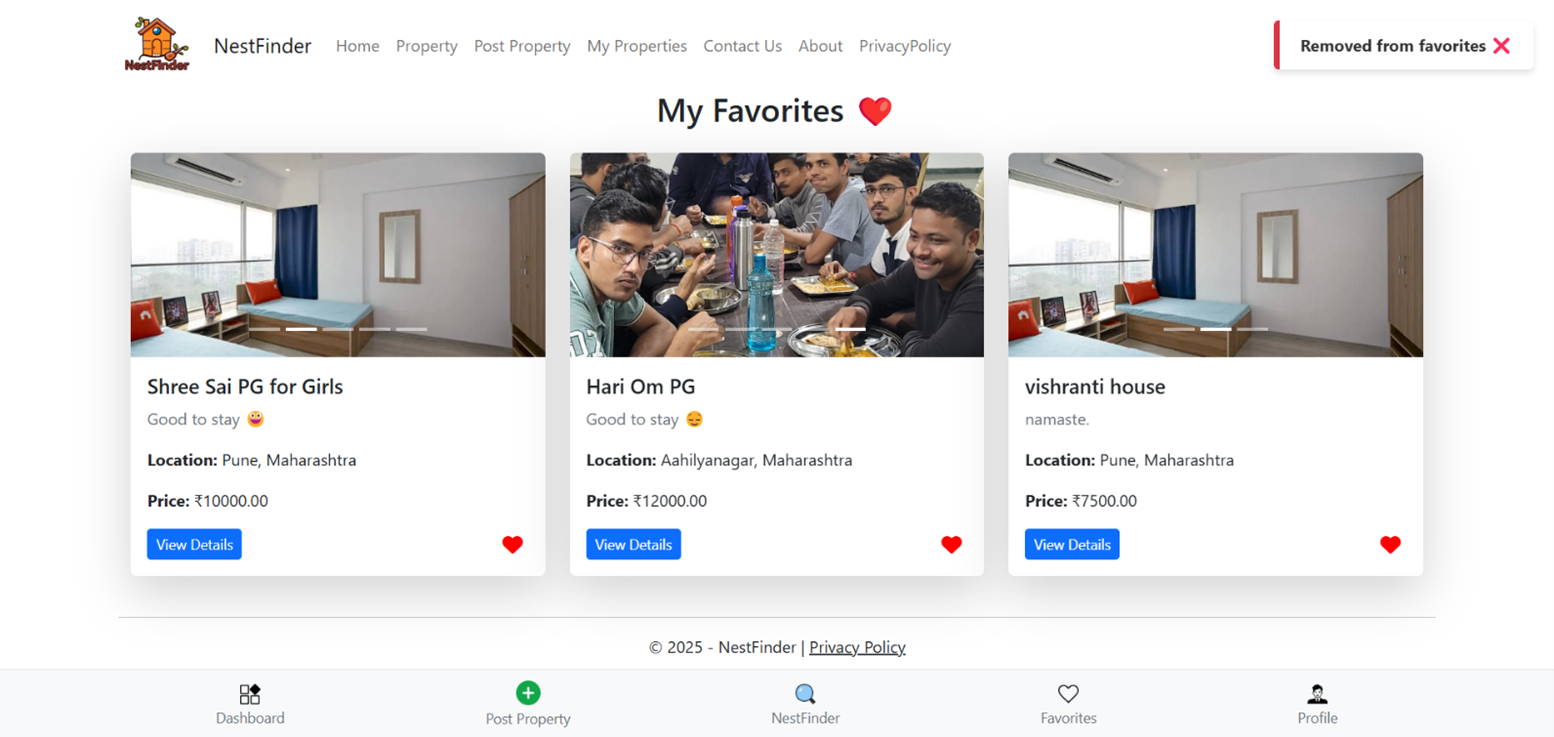 NestFinder
NestFinder Home Property Post Property My Properties Contact Us About PrivacyPolicy
Removed from favorites ❌
My Favorites ❤️
Shree Sai PG for Girls
Good to stay 😀
Location: Pune, Maharashtra
Price: ₹10000.00
View Details
Hari Om PG
Good to stay 😌
Location: Aahilyanagar, Maharashtra
Price: ₹12000.00
View Details
vishranti house
namaste.
Location: Pune, Maharashtra
Price: ₹7500.00
View Details
© 2025 - NestFinder | Privacy Policy
Dashboard Post Property NestFinder Favorites Profile